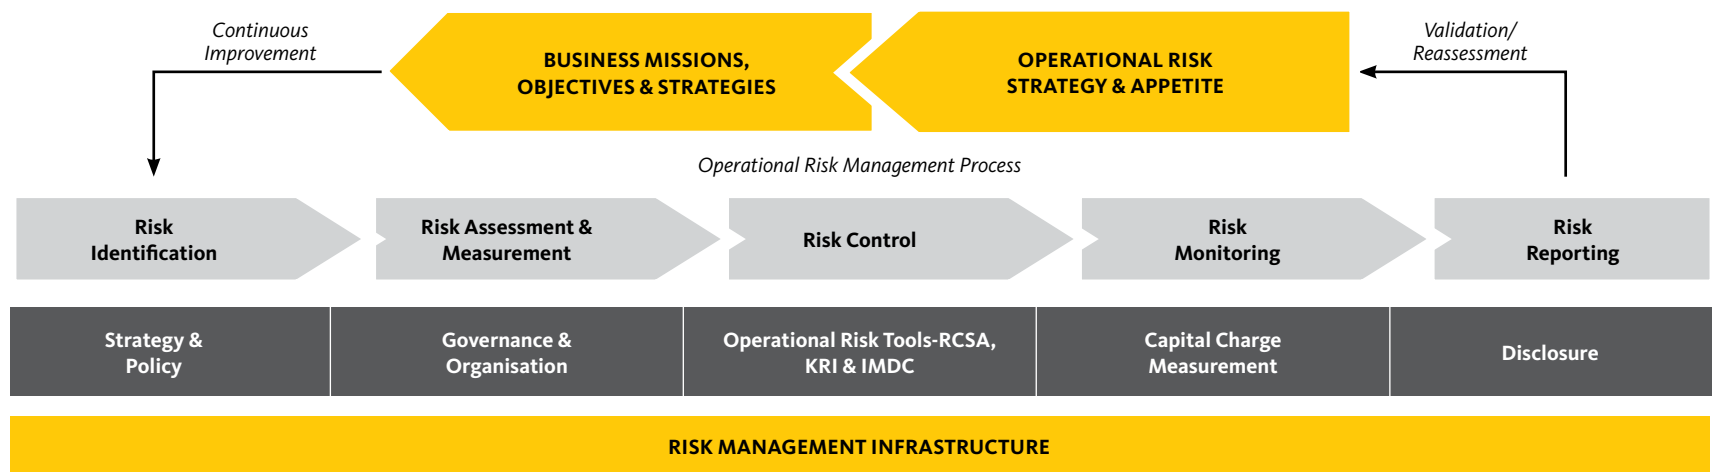 Continuous
Improvement
BUSINESS MISSIONS,
OBJECTIVES & STRATEGIES
OPERATIONAL RISK
STRATEGY & APPETITE
Validation/
Reassessment
Operational Risk Management Process
Risk
Identification
Risk Assessment &
Measurement
Risk Control
Risk
Monitoring
Risk
Reporting
Strategy &
Policy
Governance &
Organisation
Operational Risk Tools-RCSA,
KRI & IMDC
Capital Charge
Measurement
Disclosure
RISK MANAGEMENT INFRASTRUCTURE